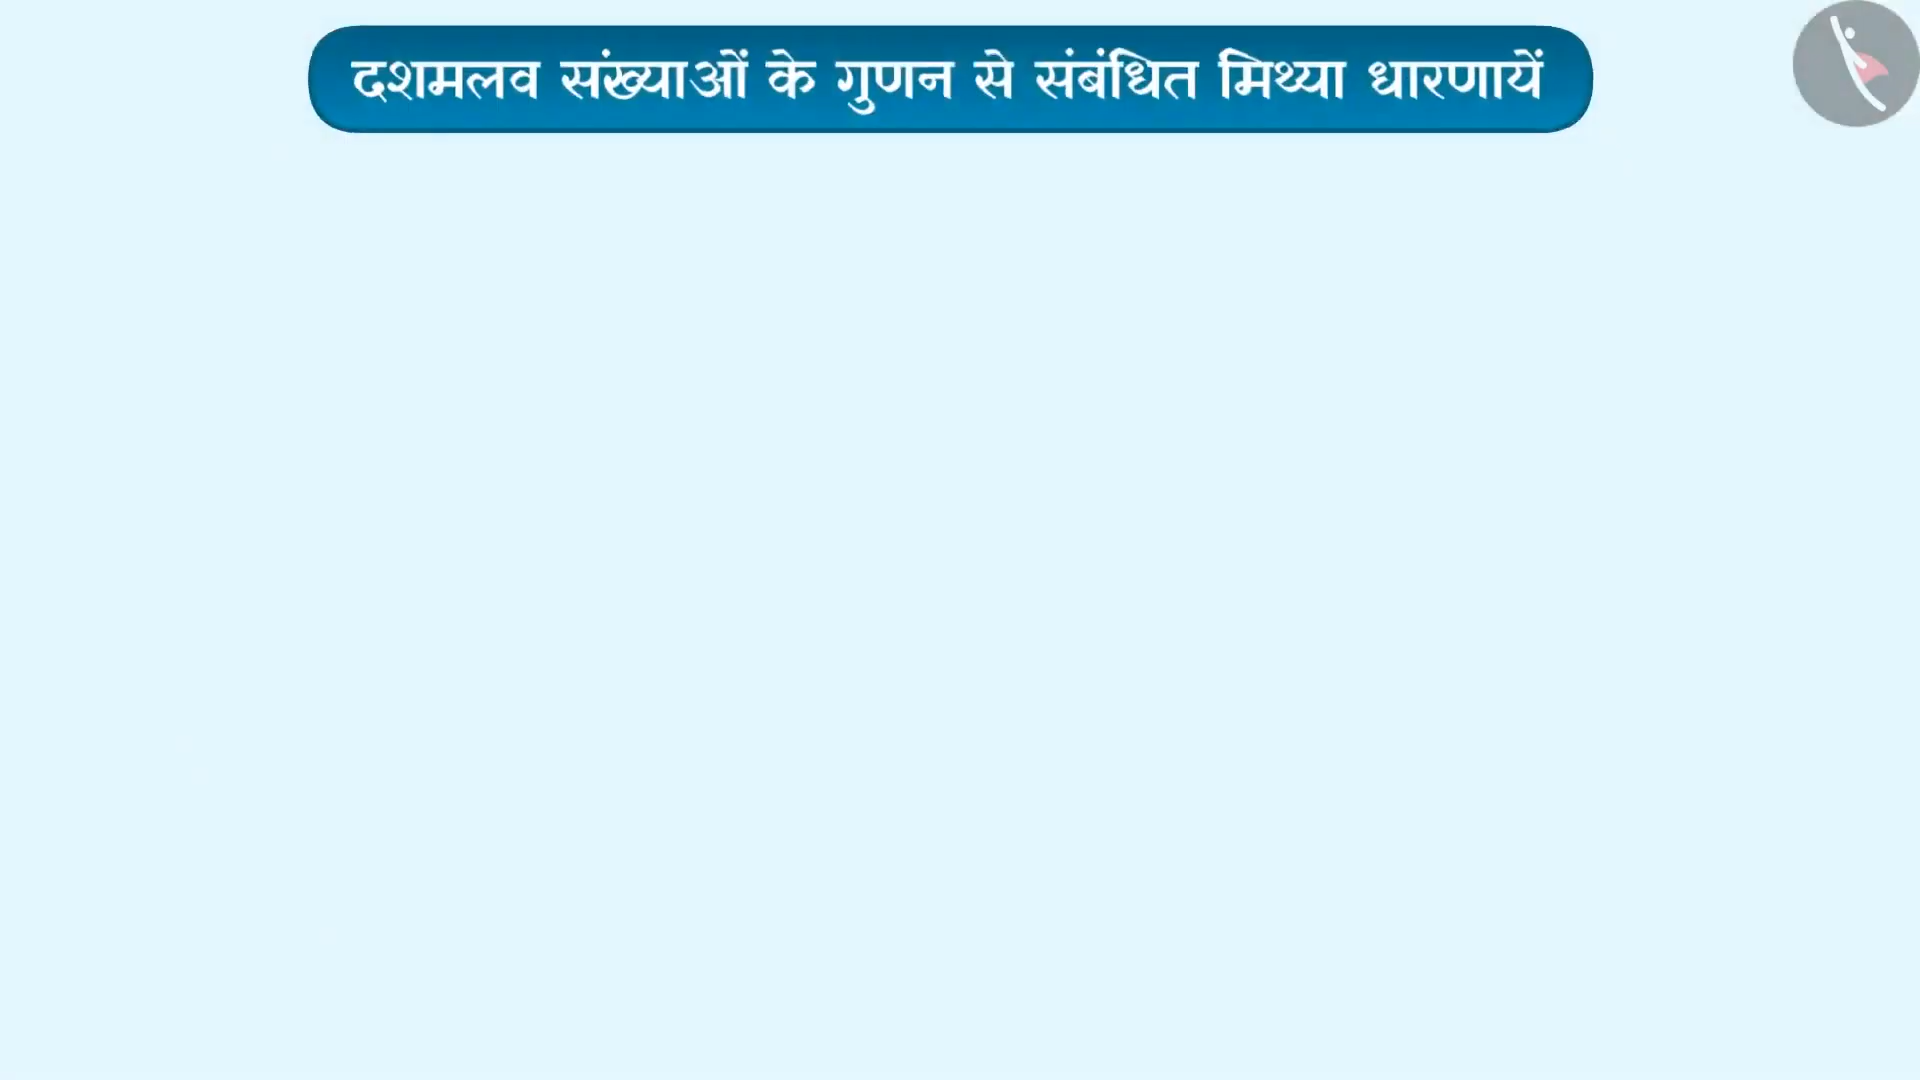 दशमलव संख्याओं के गुणन से संबंधित मिथ्या धारणायें